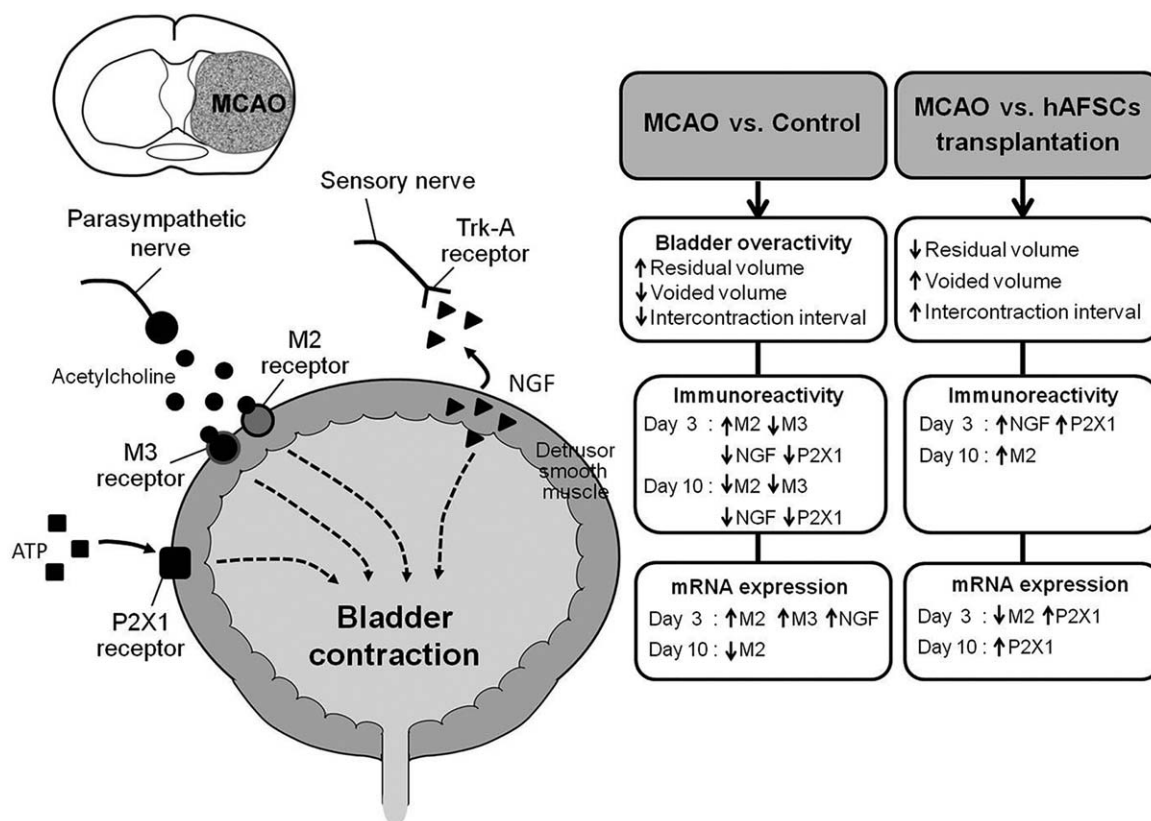 MCAO
Parasympathetic
nerve
Sensory nerve
Trk-A
receptor
Acetylcholine
M2
receptor
NGF
M3
receptor
Detrusor
smooth
muscle
ATP
P2X1
receptor
Bladder
contraction
MCAO vs. Control
Bladder overactivity
↑Residual volume
↓Voided volume
↓Intercontraction interval
Immunoreactivity
Day 3 : ↑M2 ↓M3
↓NGF ↓P2X1
Day 10 : ↓M2 ↓M3
↓NGF ↓P2X1
mRNA expression
Day 3 : ↑M2 ↑M3 ↑NGF
Day 10 : ↓M2
MCAO vs. hAFSCs
transplantation
↓Residual volume
↑Voided volume
↑Intercontraction interval
Immunoreactivity
Day 3 : ↑NGF ↑P2X1
Day 10 : ↑M2
mRNA expression
Day 3 : ↓M2 ↑P2X1
Day 10 : ↑P2X1